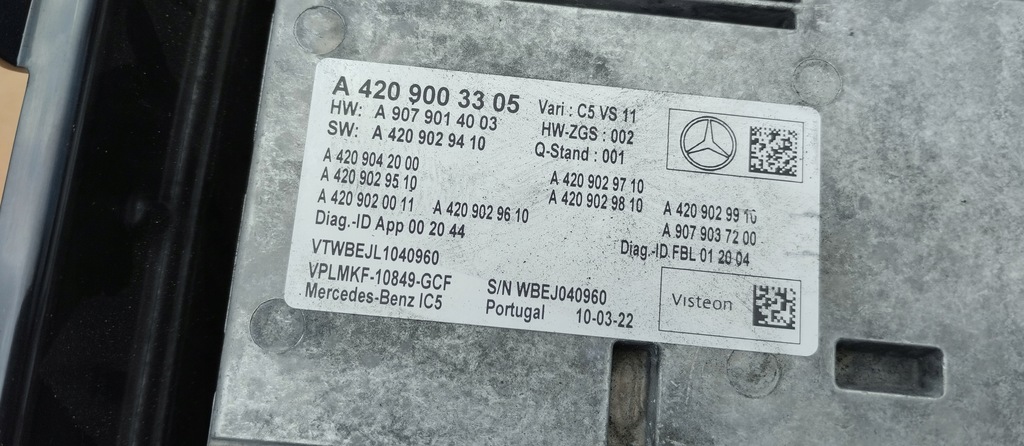 A 420 900 33 05
HW: A 907 901 40 03
SW: A 420 902 94 10
Vari : C5 VS 11
HW-ZGS : 002
Q-Stand : 001
A 420 904 20 00
A 420 902 95 10
A 420 902 00 11 A 420 902 96 10
A 420 902 97 10
A 420 902 98 10
A 420 902 99 10
A 907 903 72 00
Diag.-ID App 00 20 44
Diag.-ID FBL 01 20 04
VTWBEJL1040960
VPLMKF-10849-GCF S/N WBEJ040960
Mercedes-Benz IC5 Portugal 10-03-22
Visteon